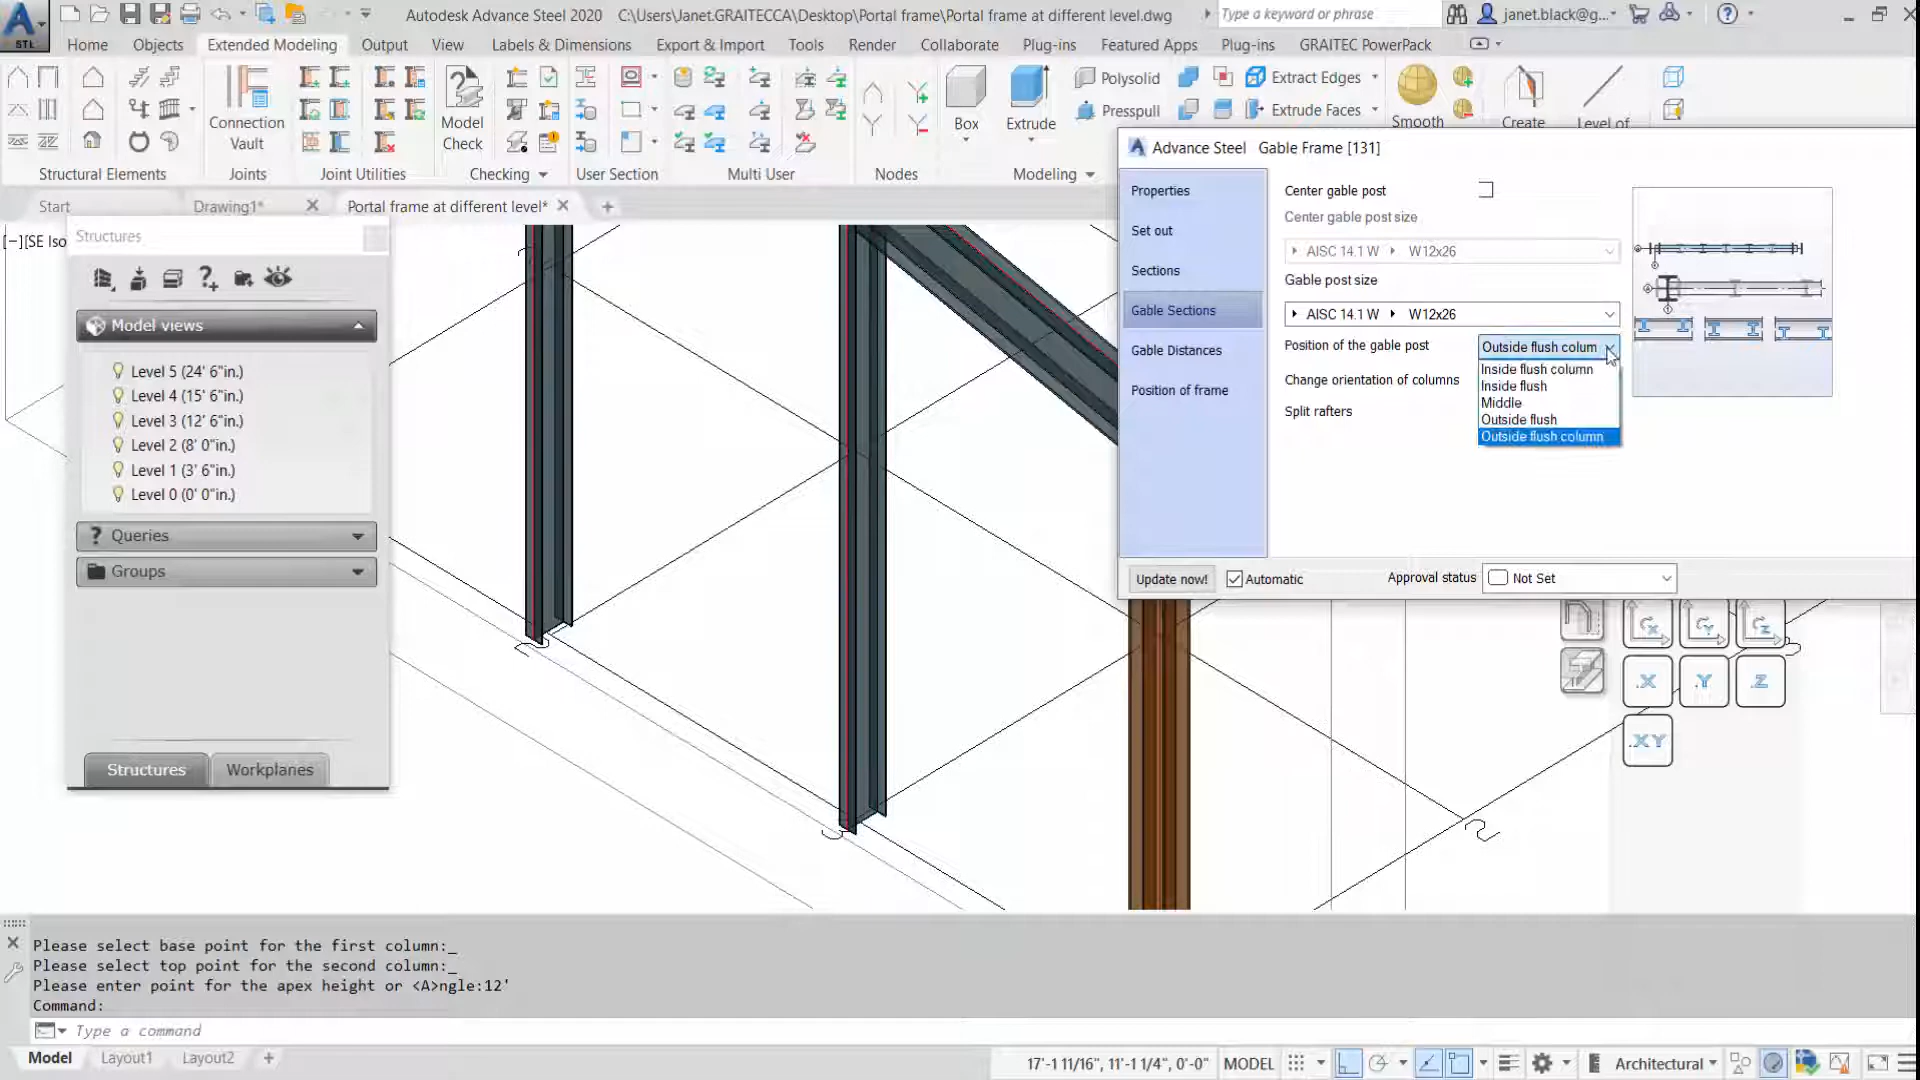 Autodesk Advance Steel 2020 C:\Users\Janet.GRAITECCA\Desktop\Portal frame\Portal frame at different level.dwg
Type a keyword or phrase
janet.black@g...
STL
Home Objects Extended Modeling Output View Labels & Dimensions Export & Import Tools Render Collaborate Plug-ins Featured Apps Plug-ins GRAITEC PowerPack
Connection Vault
Model Check
Box
Extrude
Polysolid
Presspull
Extract Edges
Extrude Faces
Smooth
Create
Level of
Structural Elements Joints Joint Utilities Checking User Section Multi User Nodes Modeling
Start Drawing1* Portal frame at different level*
[−][SE Iso
Structures
Model views
Level 5 (24' 6"in.)
Level 4 (15' 6"in.)
Level 3 (12' 6"in.)
Level 2 (8' 0"in.)
Level 1 (3' 6"in.)
Level 0 (0' 0"in.)
Queries
Groups
Structures Workplanes
Advance Steel Gable Frame [131]
Properties
Set out
Sections
Gable Sections
Gable Distances
Position of frame
Center gable post
Center gable post size
AISC 14.1 W W12x26
Gable post size
AISC 14.1 W W12x26
Position of the gable post Outside flush colum
Inside flush column
Inside flush
Middle
Outside flush
Outside flush column
Change orientation of columns
Split rafters
Update now! Automatic Approval status Not Set
.X .Y .Z
.XY
Please select base point for the first column:_
Please select top point for the second column:_
Please enter point for the apex height or <A>ngle:12'
Command:
Type a command
Model Layout1 Layout2 +
17'-1 11/16", 11'-1 1/4", 0'-0" MODEL Architectural